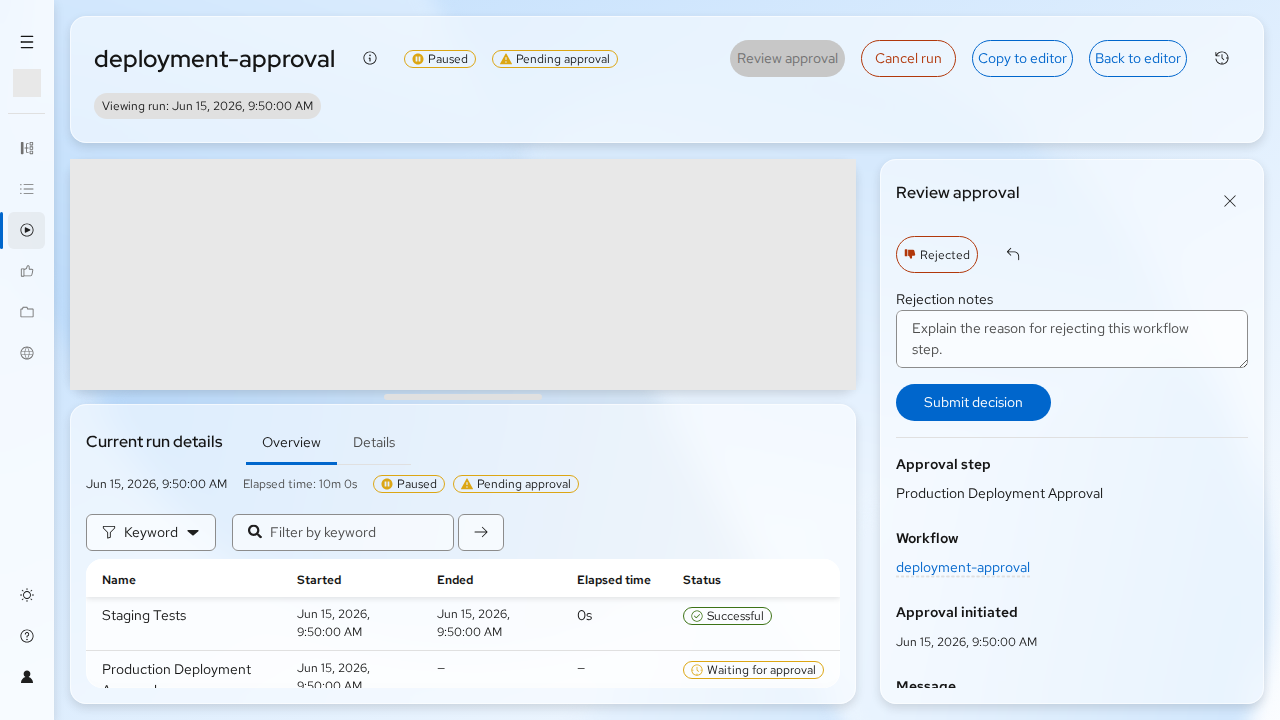 deployment-approval
Paused
Pending approval
Review approval
Cancel run
Copy to editor
Back to editor
Viewing run: Jun 15, 2026, 9:50:00 AM
Current run details
Overview
Details
Jun 15, 2026, 9:50:00 AM
Elapsed time: 10m 0s
Paused
Pending approval
Keyword
Filter by keyword
Name Started Ended Elapsed time Status
Staging Tests
Jun 15, 2026,
9:50:00 AM
Jun 15, 2026,
9:50:00 AM
0s
Successful
Production Deployment
Jun 15, 2026,
9:50:00 AM
—
—
Waiting for approval
Review approval
Rejected
Rejection notes
Explain the reason for rejecting this workflow
step.
Submit decision
Approval step
Production Deployment Approval
Workflow
deployment-approval
Approval initiated
Jun 15, 2026, 9:50:00 AM
Message